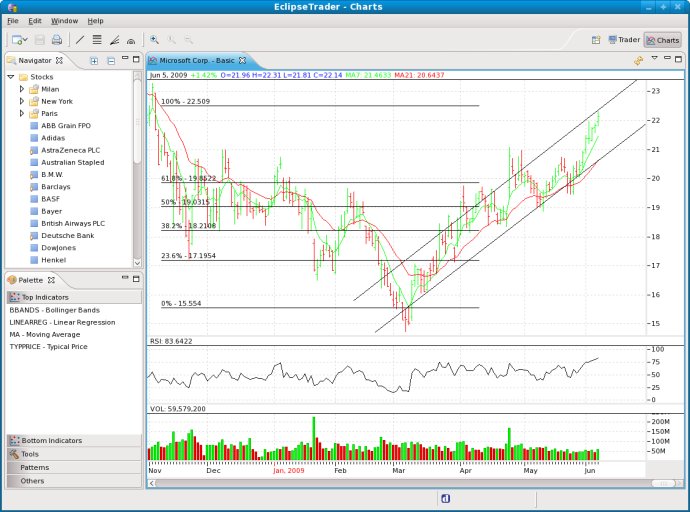 EclipseTrader - Charts
File Edit Window Help
Trader Charts
Navigator
Stocks
Milan
New York
Paris
ABB Grain FPO
Adidas
AstraZeneca PLC
Australian Stapled
B.M.W.
Barclays
BASF
Bayer
British Airways PLC
Deutsche Bank
DowJones
Henkel
Palette
Top Indicators
BBANDS - Bollinger Bands
LINEARREG - Linear Regression
MA - Moving Average
TYPPRICE - Typical Price
Bottom Indicators
Tools
Patterns
Others
Microsoft Corp. - Basic
Jun 5, 2009 +1.42% O=21.96 H=22.31 L=21.81 C=22.14 MA7: 21.4633 MA21: 20.6437
100% - 22.509
61.8% - 19.8522
50% - 19.0315
38.2% - 18.2108
23.6% - 17.1954
0% - 15.554
23
22
21
20
19
18
17
16
15
RSI: 83.6422
100
75
50
25
0
VOL: 59,579,200
200M
150M
100M
50M
Nov Dec Jan, 2009 Feb Mar Apr May Jun